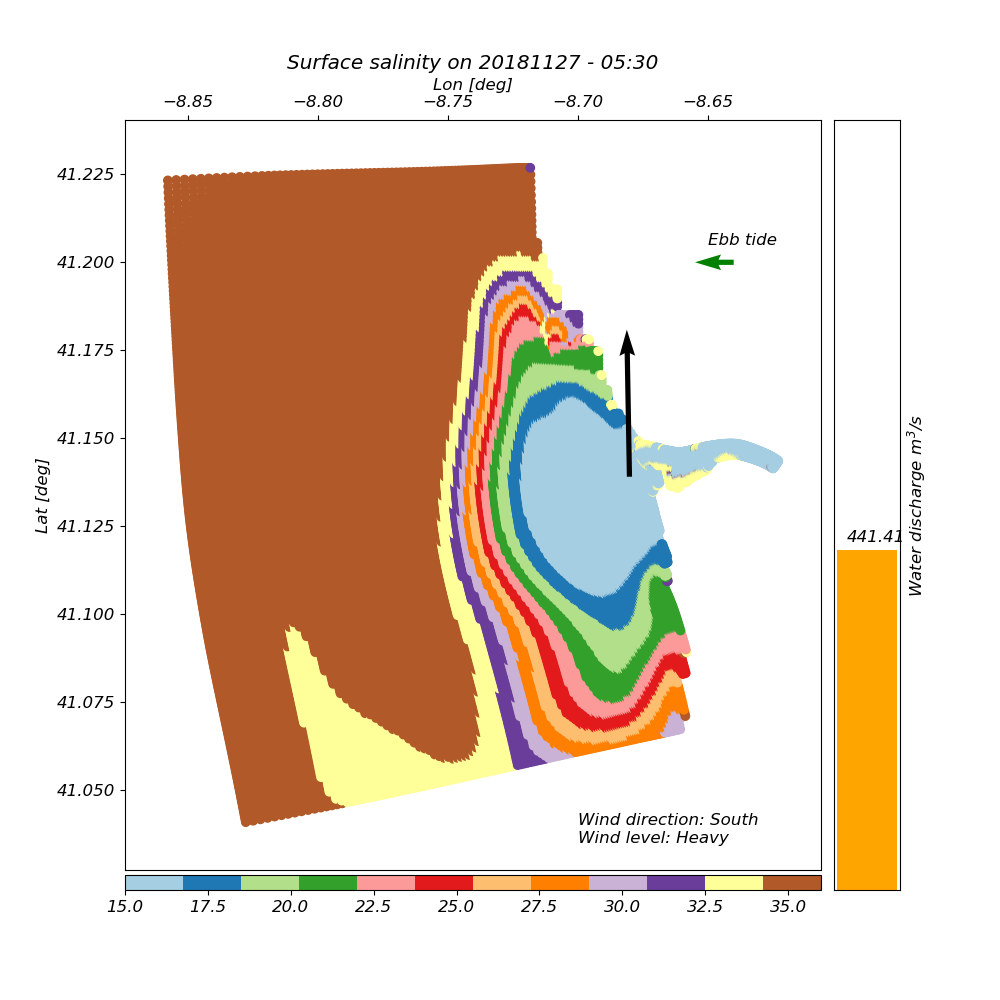 Surface salinity on 20181127 - 05:30
Lon [deg]
−8.85 −8.80 −8.75 −8.70 −8.65
41.225
41.200
41.175
41.150
41.125
41.100
41.075
41.050
Lat [deg]
Ebb tide
Wind direction: South
Wind level: Heavy
441.41
Water discharge m³/s
15.0 17.5 20.0 22.5 25.0 27.5 30.0 32.5 35.0